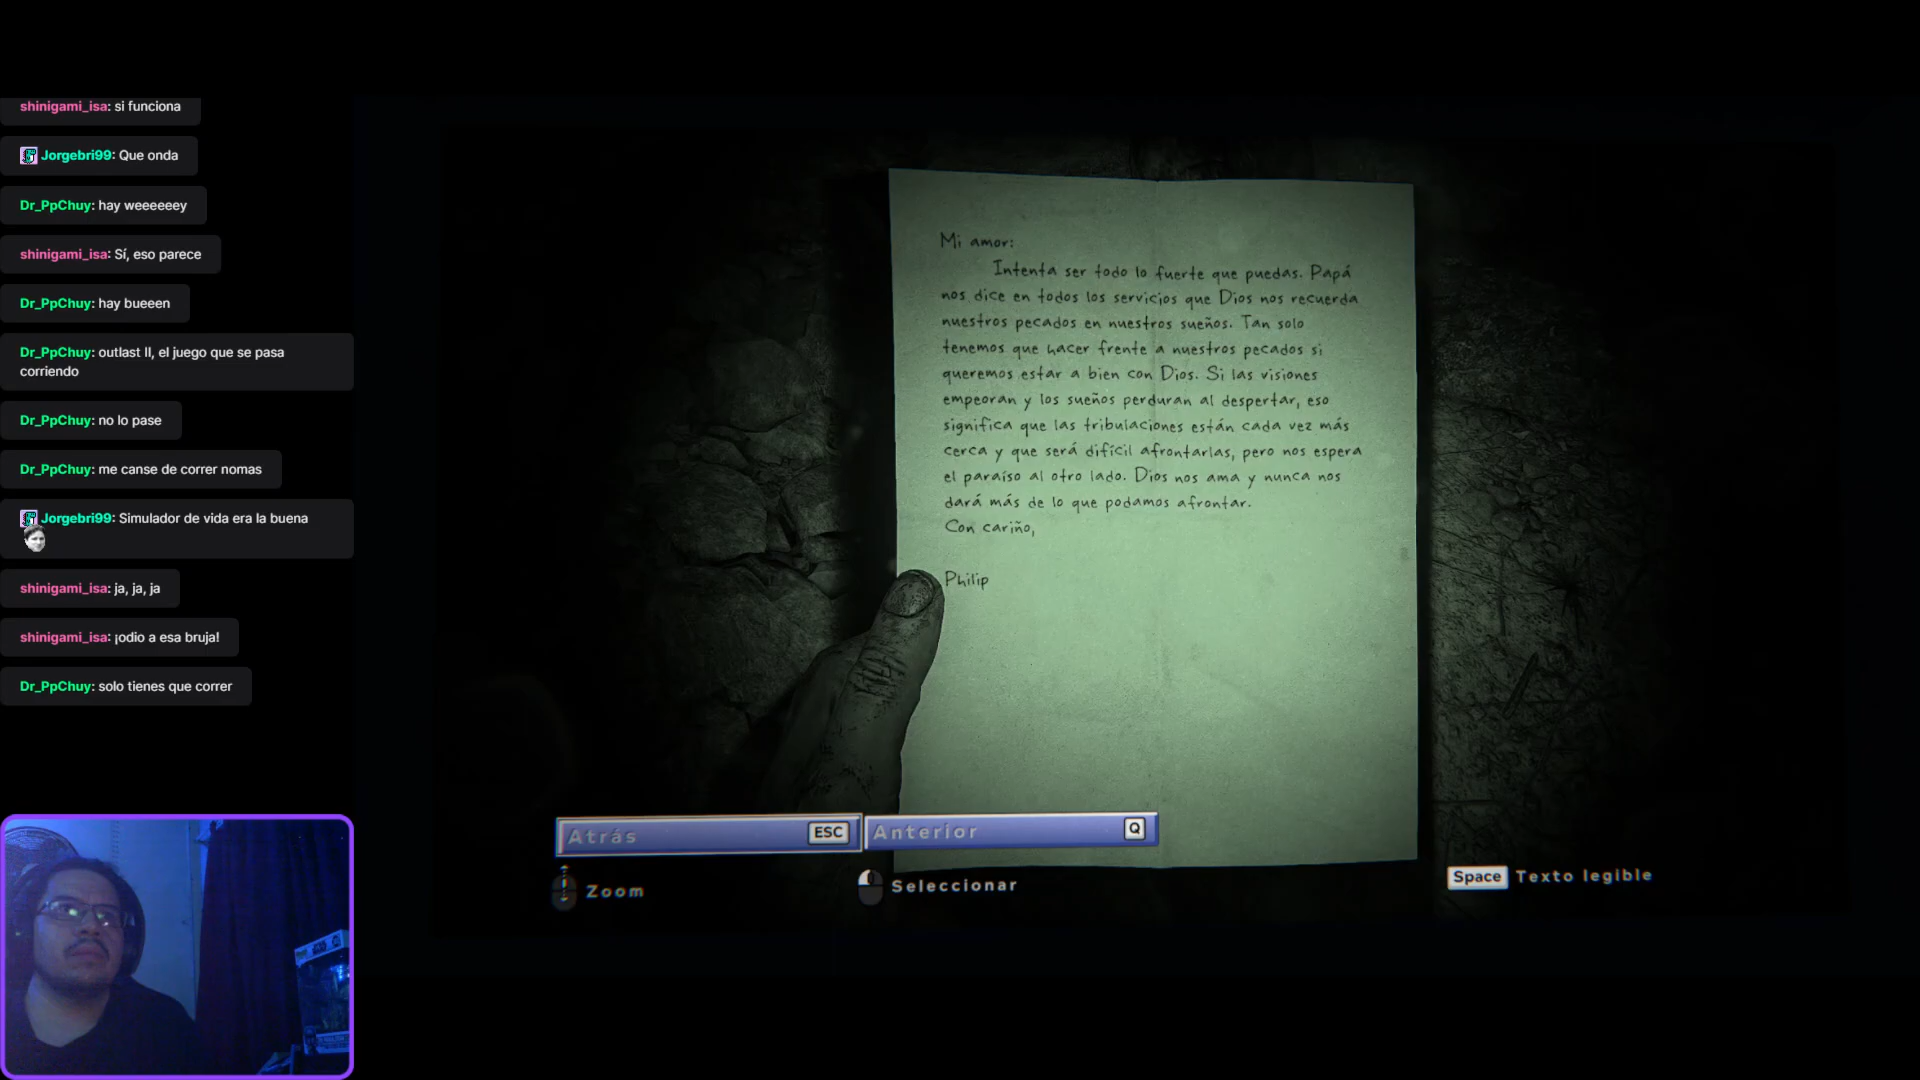 shinigami_isa: si funciona
Jorgebri99: Que onda
Dr_PpChuy: hay weeeeeey
shinigami_isa: Sí, eso parece
Dr_PpChuy: hay bueeen
Dr_PpChuy: outlast II, el juego que se pasa
corriendo
Dr_PpChuy: no lo pase
Dr_PpChuy: me canse de correr nomas
Jorgebri99: Simulador de vida era la buena
shinigami_isa: ja, ja, ja
shinigami_isa: ¡odio a esa bruja!
Dr_PpChuy: solo tienes que correr
Mi amor:
Intenta ser todo lo fuerte que puedas. Papá
nos dice en todos los servicios que Dios nos recuerda
nuestros pecados en nuestros sueños. Tan solo
tenemos que hacer frente a nuestros pecados si
queremos estar a bien con Dios. Si las visiones
empeoran y los sueños perduran al despertar, eso
significa que las tribulaciones están cada vez más
cerca y que será difícil afrontarlas, pero nos espera
el paraíso al otro lado. Dios nos ama y nunca nos
dará más de lo que podamos afrontar.
Con cariño,
Philip
Atrás ESC
Anterior Q
Zoom
Seleccionar
Space Texto legible